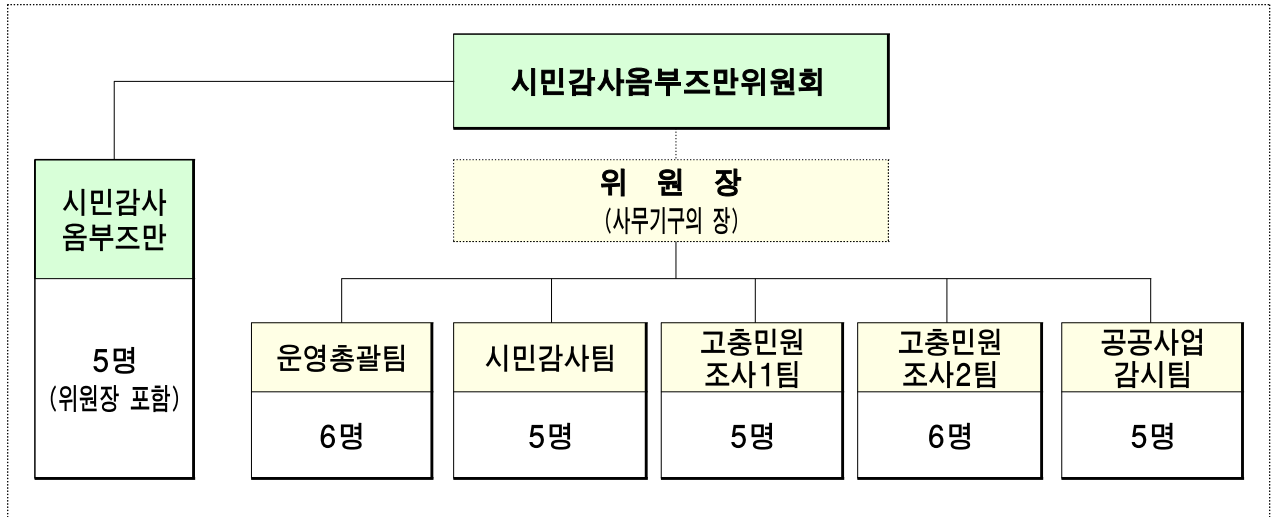 시민감사옴부즈만위원회
위 원 장
(사무기구의 장)
시민감사
옴부즈만
5명
(위원장 포함)
운영총괄팀
6명
시민감사팀
5명
고충민원
조사1팀
5명
고충민원
조사2팀
6명
공공사업
감시팀
5명